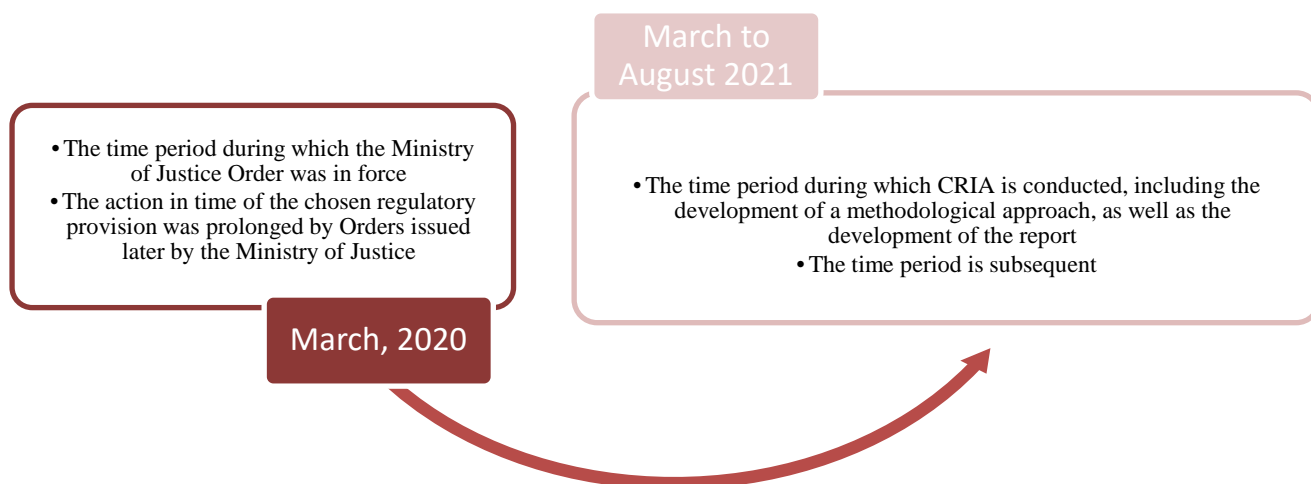 • The time period during which the Ministry
of Justice Order was in force
• The action in time of the chosen regulatory
provision was prolonged by Orders issued
later by the Ministry of Justice
March, 2020
March to
August 2021
• The time period during which CRIA is conducted, including the
development of a methodological approach, as well as the
development of the report
• The time period is subsequent